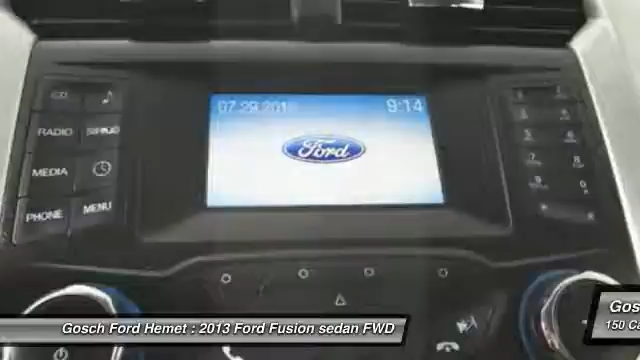 CD
07.29.201
9:14
RADIO
SIRIUS
Ford
MEDIA
PHONE
MENU
Gosch Ford Hemet : 2013 Ford Fusion sedan FWD
Gos
150 Ca